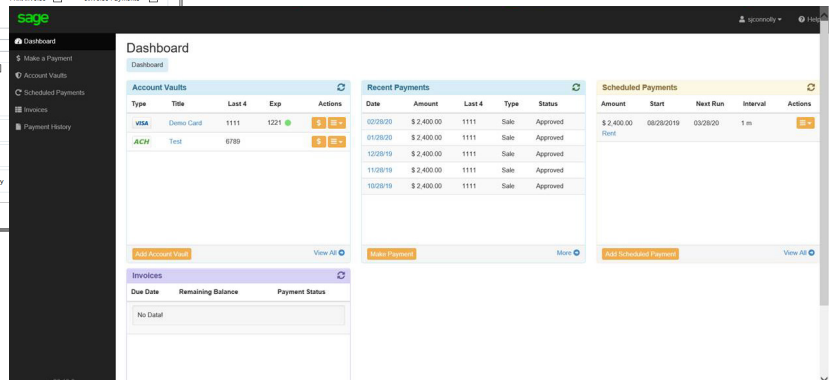 sage
sjconnolly
Help
Dashboard
$ Make a Payment
Account Vaults
Scheduled Payments
Invoices
Payment History
Dashboard
Dashboard
Account Vaults
Type Title Last 4 Exp Actions
VISA Demo Card 1111 1221 $
ACH Test 6789 $
Add Account Vault View All
Recent Payments
Date Amount Last 4 Type Status
02/28/20 $ 2,400.00 1111 Sale Approved
01/28/20 $ 2,400.00 1111 Sale Approved
12/28/19 $ 2,400.00 1111 Sale Approved
11/28/19 $ 2,400.00 1111 Sale Approved
10/28/19 $ 2,400.00 1111 Sale Approved
Make Payment More
Scheduled Payments
Amount Start Next Run Interval Actions
$ 2,400.00 08/28/2019 03/28/20 1 m
Rent
Add Scheduled Payment View All
Invoices
Due Date Remaining Balance Payment Status
No Data!